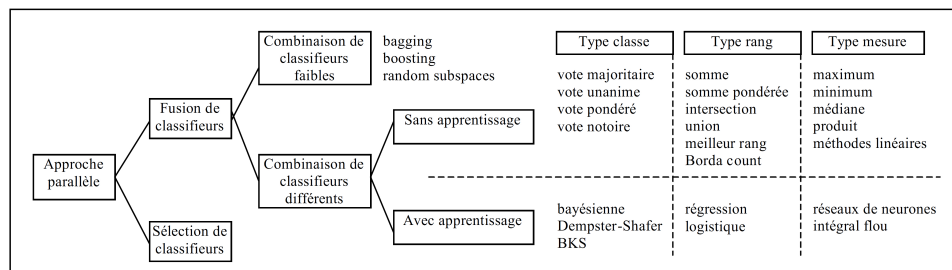 Combinaison de
classifieurs
faibles
bagging
boosting
random subspaces
Type classe
Type rang
Type mesure
vote majoritaire
vote unanime
vote pondéré
vote notoire
somme
somme pondérée
intersection
union
meilleur rang
Borda count
maximum
minimum
médiane
produit
méthodes linéaires
Fusion de
classifieurs
Sans apprentissage
Approche
parallèle
Combinaison de
classifieurs
différents
Sélection de
classifieurs
Avec apprentissage
bayésienne
Dempster-Shafer
BKS
régression
logistique
réseaux de neurones
intégral flou